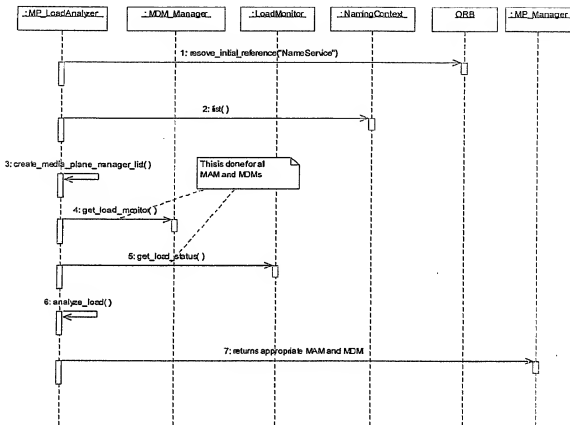 : MP_LoadAnalyzer
: MDM_Manager
: LoadMonitor
: NamingContext
ORB
: MP_Manager
1: resove_intial_reference("NameService")
2: list( )
3: create_media_plane_manager_list()
This is done for all
MAM and MDMs
4: get_load_monitor( )
5: get_load_status( )
6: analyze_load( )
7: returns appropriate MAM and MDM